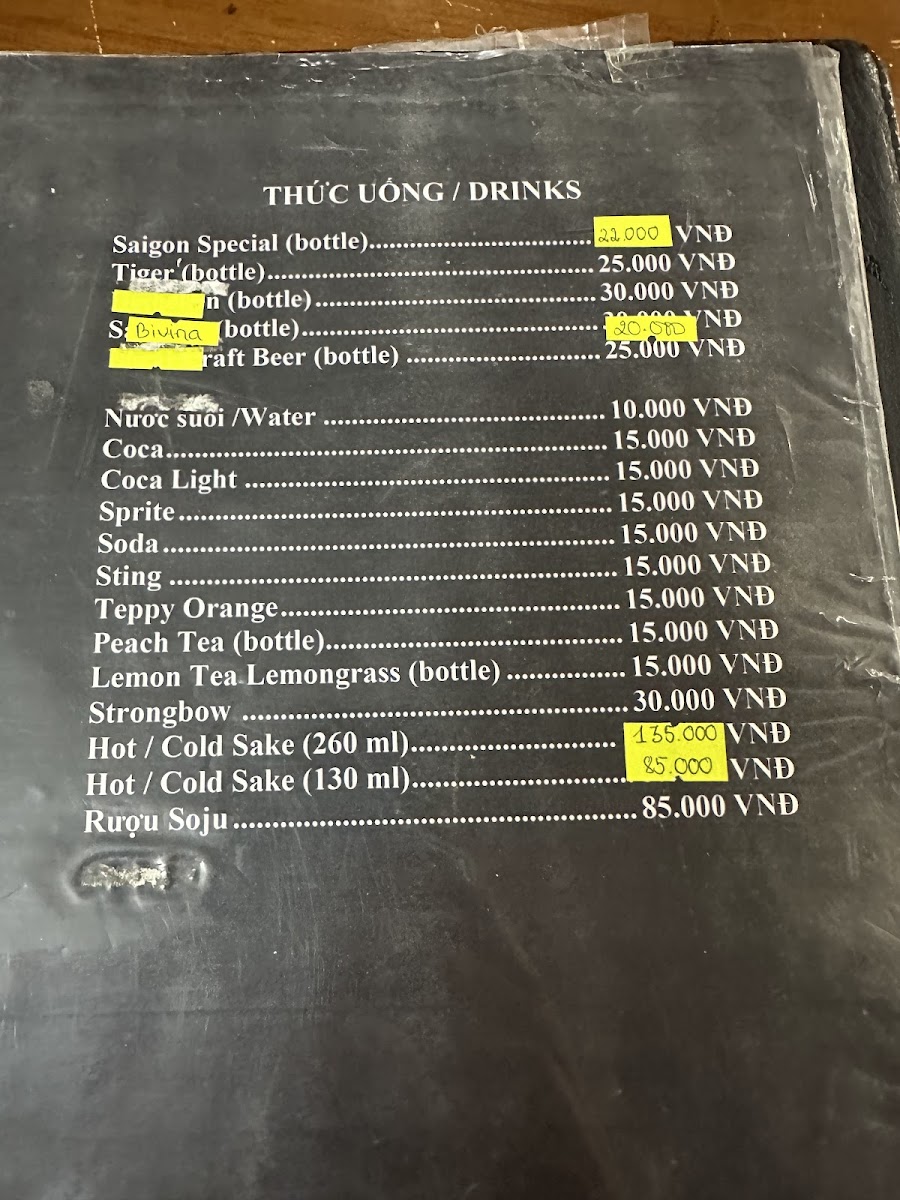 THỨC UỐNG / DRINKS
Saigon Special (bottle)........................................ 22.000 VNĐ
Tiger (bottle)........................................................ 25.000 VNĐ
(bottle)................................................ 30.000 VNĐ
Bivina (bottle)................................................ 20.000 VNĐ
Beer (bottle) ................................ 25.000 VNĐ
Nước suối /Water ................................................ 10.000 VNĐ
Coca........................................................................ 15.000 VNĐ
Coca Light ............................................................ 15.000 VNĐ
Sprite...................................................................... 15.000 VNĐ
Soda........................................................................ 15.000 VNĐ
Sting ...................................................................... 15.000 VNĐ
Teppy Orange........................................................ 15.000 VNĐ
Peach Tea (bottle)................................................ 15.000 VNĐ
Lemon Tea Lemongrass (bottle) .................... 15.000 VNĐ
Strongbow ............................................................ 30.000 VNĐ
Hot / Cold Sake (260 ml)................................ 135.000 VNĐ
Hot / Cold Sake (130 ml)................................ 85.000 VNĐ
Rượu Soju............................................................ 85.000 VNĐ